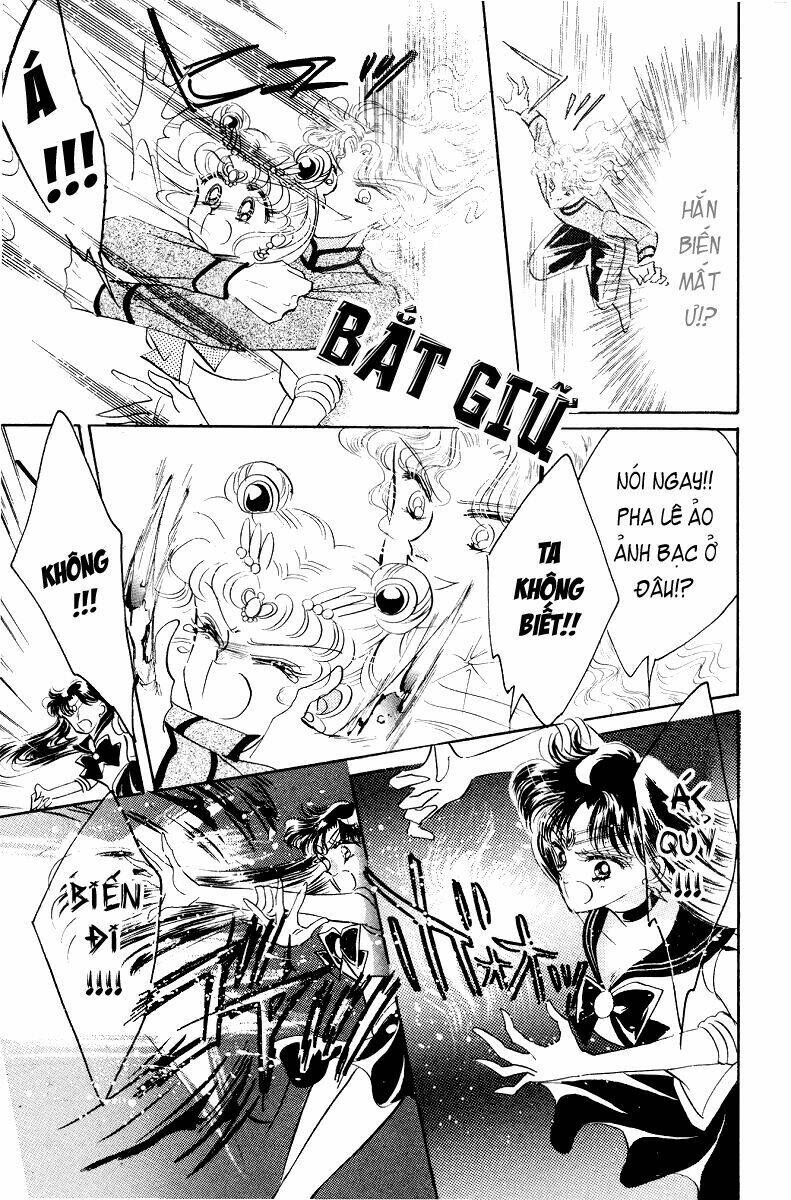 HẮN
BIẾN
MẤT
Ư!?
Á
!!!
BẮT GIỮ
NÓI NGAY!!
PHA LÊ ẢO
ẢNH BẠC Ở
ĐÂU!?
TA
KHÔNG
BIẾT!!
KHÔNG
!!!
ÁC
QUỶ
!!!!
BIẾN
ĐI
!!!!